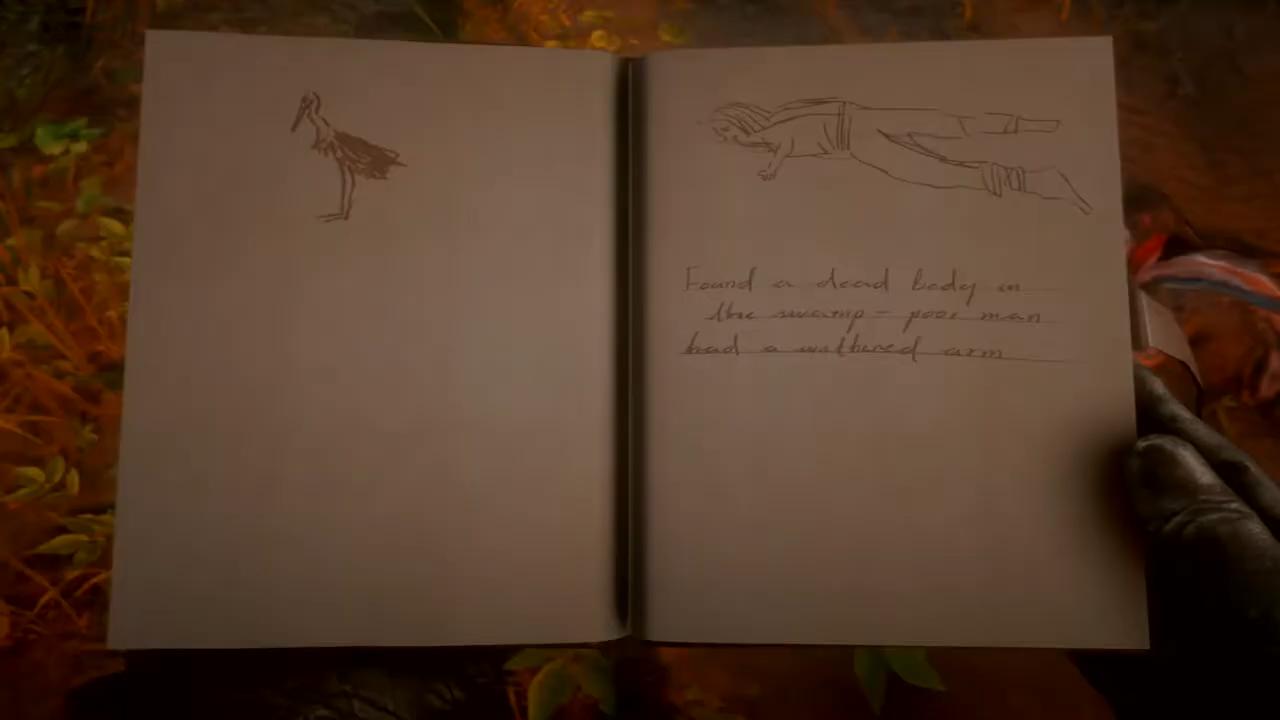 Found a dead body in
the swamp - poor man
had a withered arm